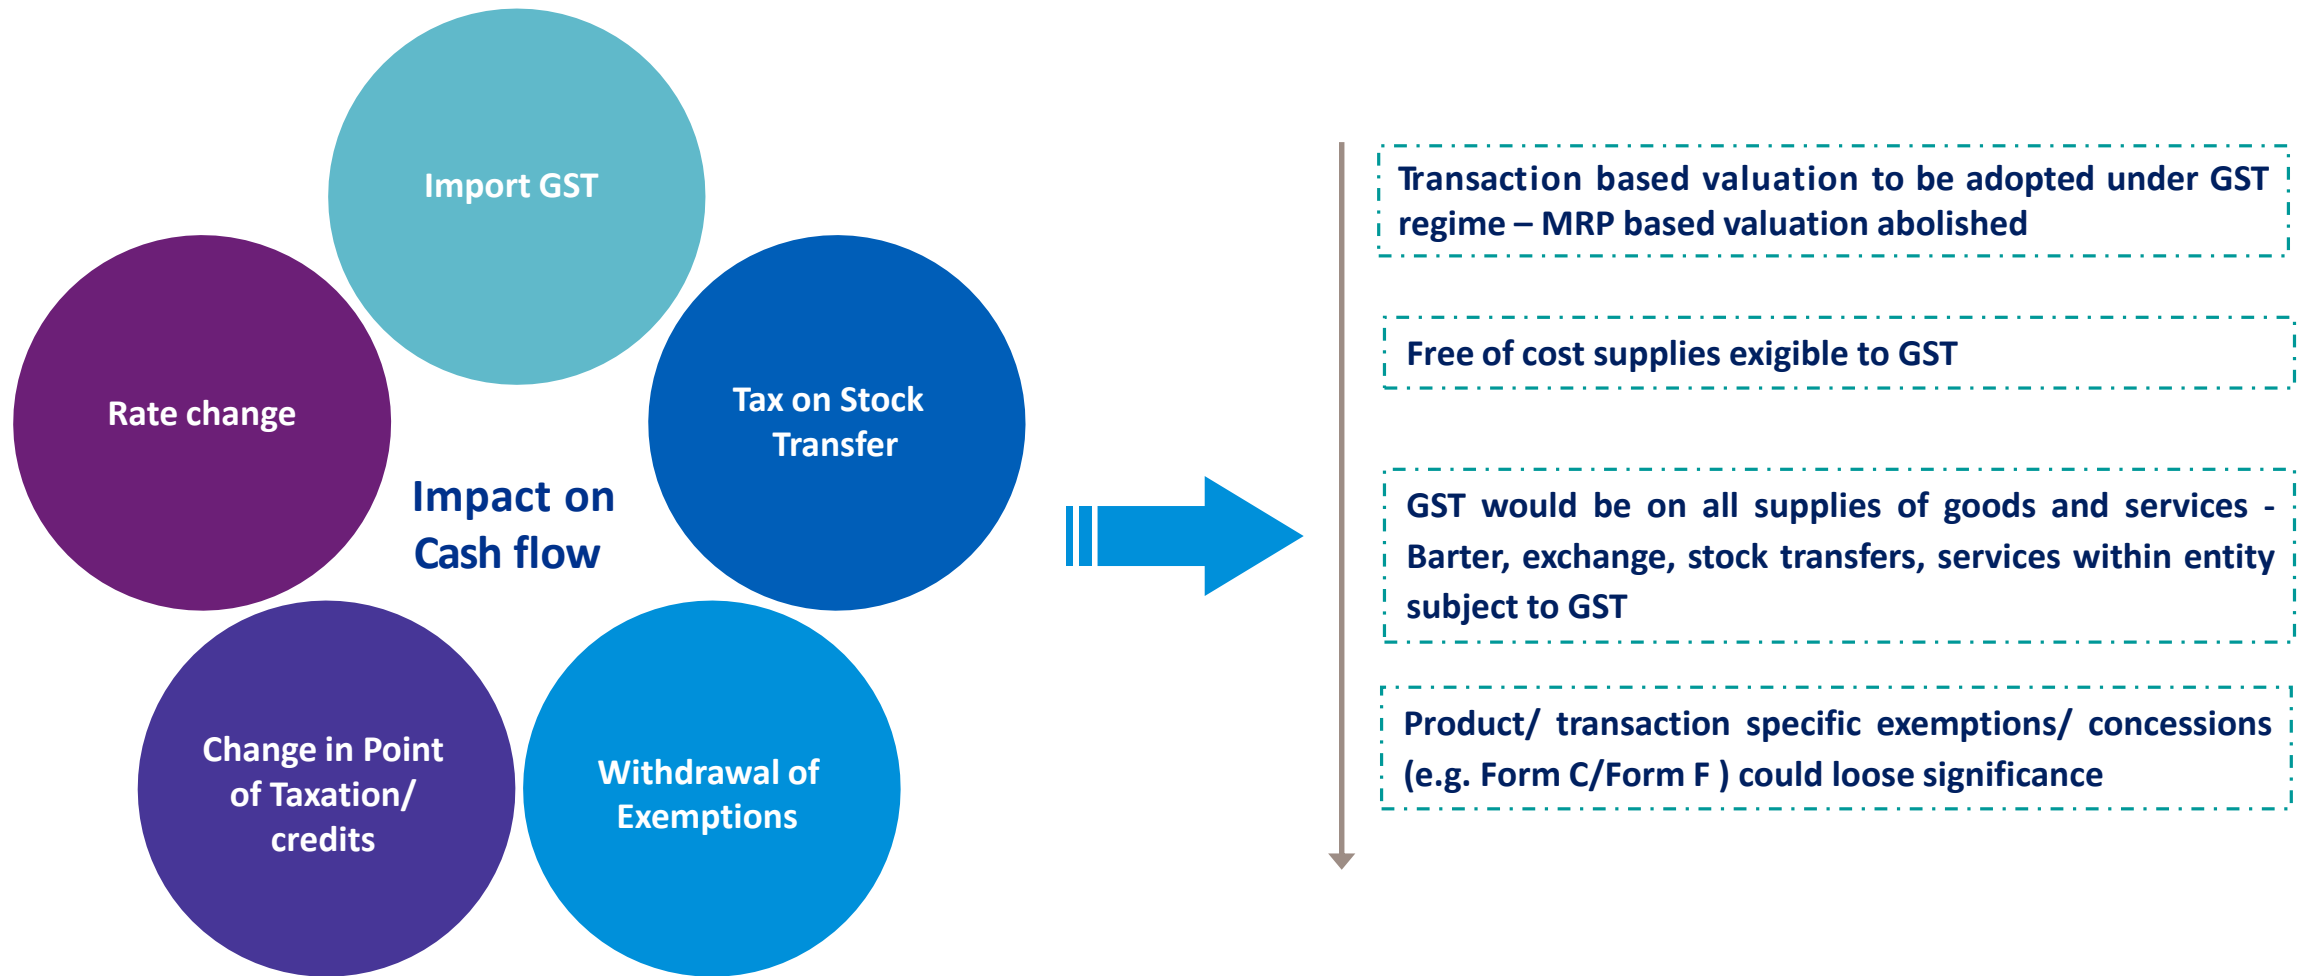 Import GST
Rate change
Tax on Stock
Transfer
Impact on
Cash flow
Change in Point
of Taxation/
credits
Withdrawal of
Exemptions
Transaction based valuation to be adopted under GST
regime – MRP based valuation abolished
Free of cost supplies exigible to GST
GST would be on all supplies of goods and services -
Barter, exchange, stock transfers, services within entity
subject to GST
Product/ transaction specific exemptions/ concessions
(e.g. Form C/Form F ) could loose significance